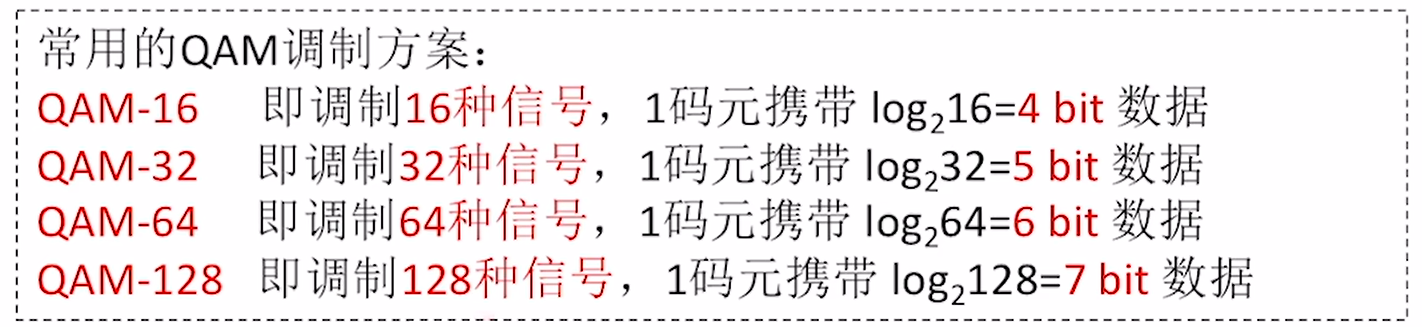 常用的QAM调制方案：
QAM-16 即调制16种信号，1码元携带 log₂16=4 bit 数据
QAM-32 即调制32种信号，1码元携带 log₂32=5 bit 数据
QAM-64 即调制64种信号，1码元携带 log₂64=6 bit 数据
QAM-128 即调制128种信号，1码元携带 log₂128=7 bit 数据